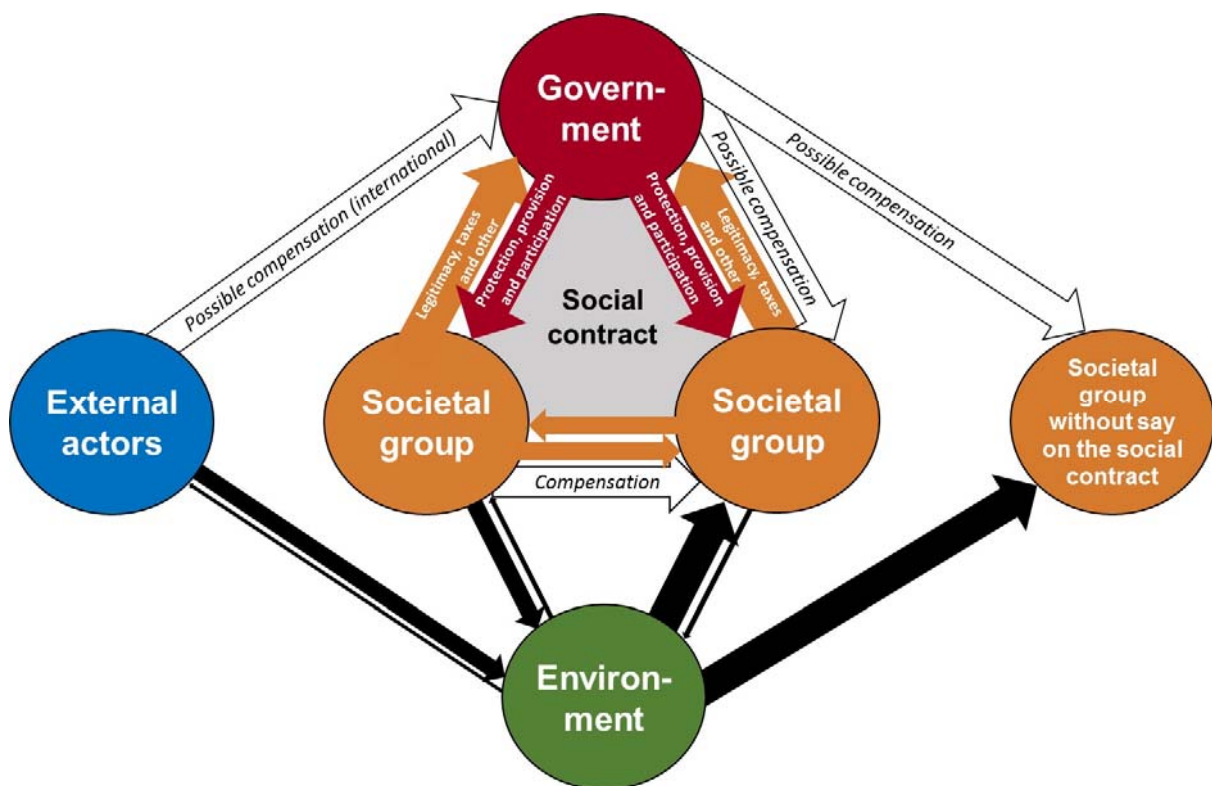 Govern-
ment
Possible compensation (international)
Legitimacy, taxes
and other
Protection, provision
and participation
Protection, provision
and participation
Legitimacy, taxes
and other
Possible compensation
Possible compensation
Social
contract
External
actors
Societal
group
Societal
group
Societal
group
without say
on the social
contract
Compensation
Environ-
ment